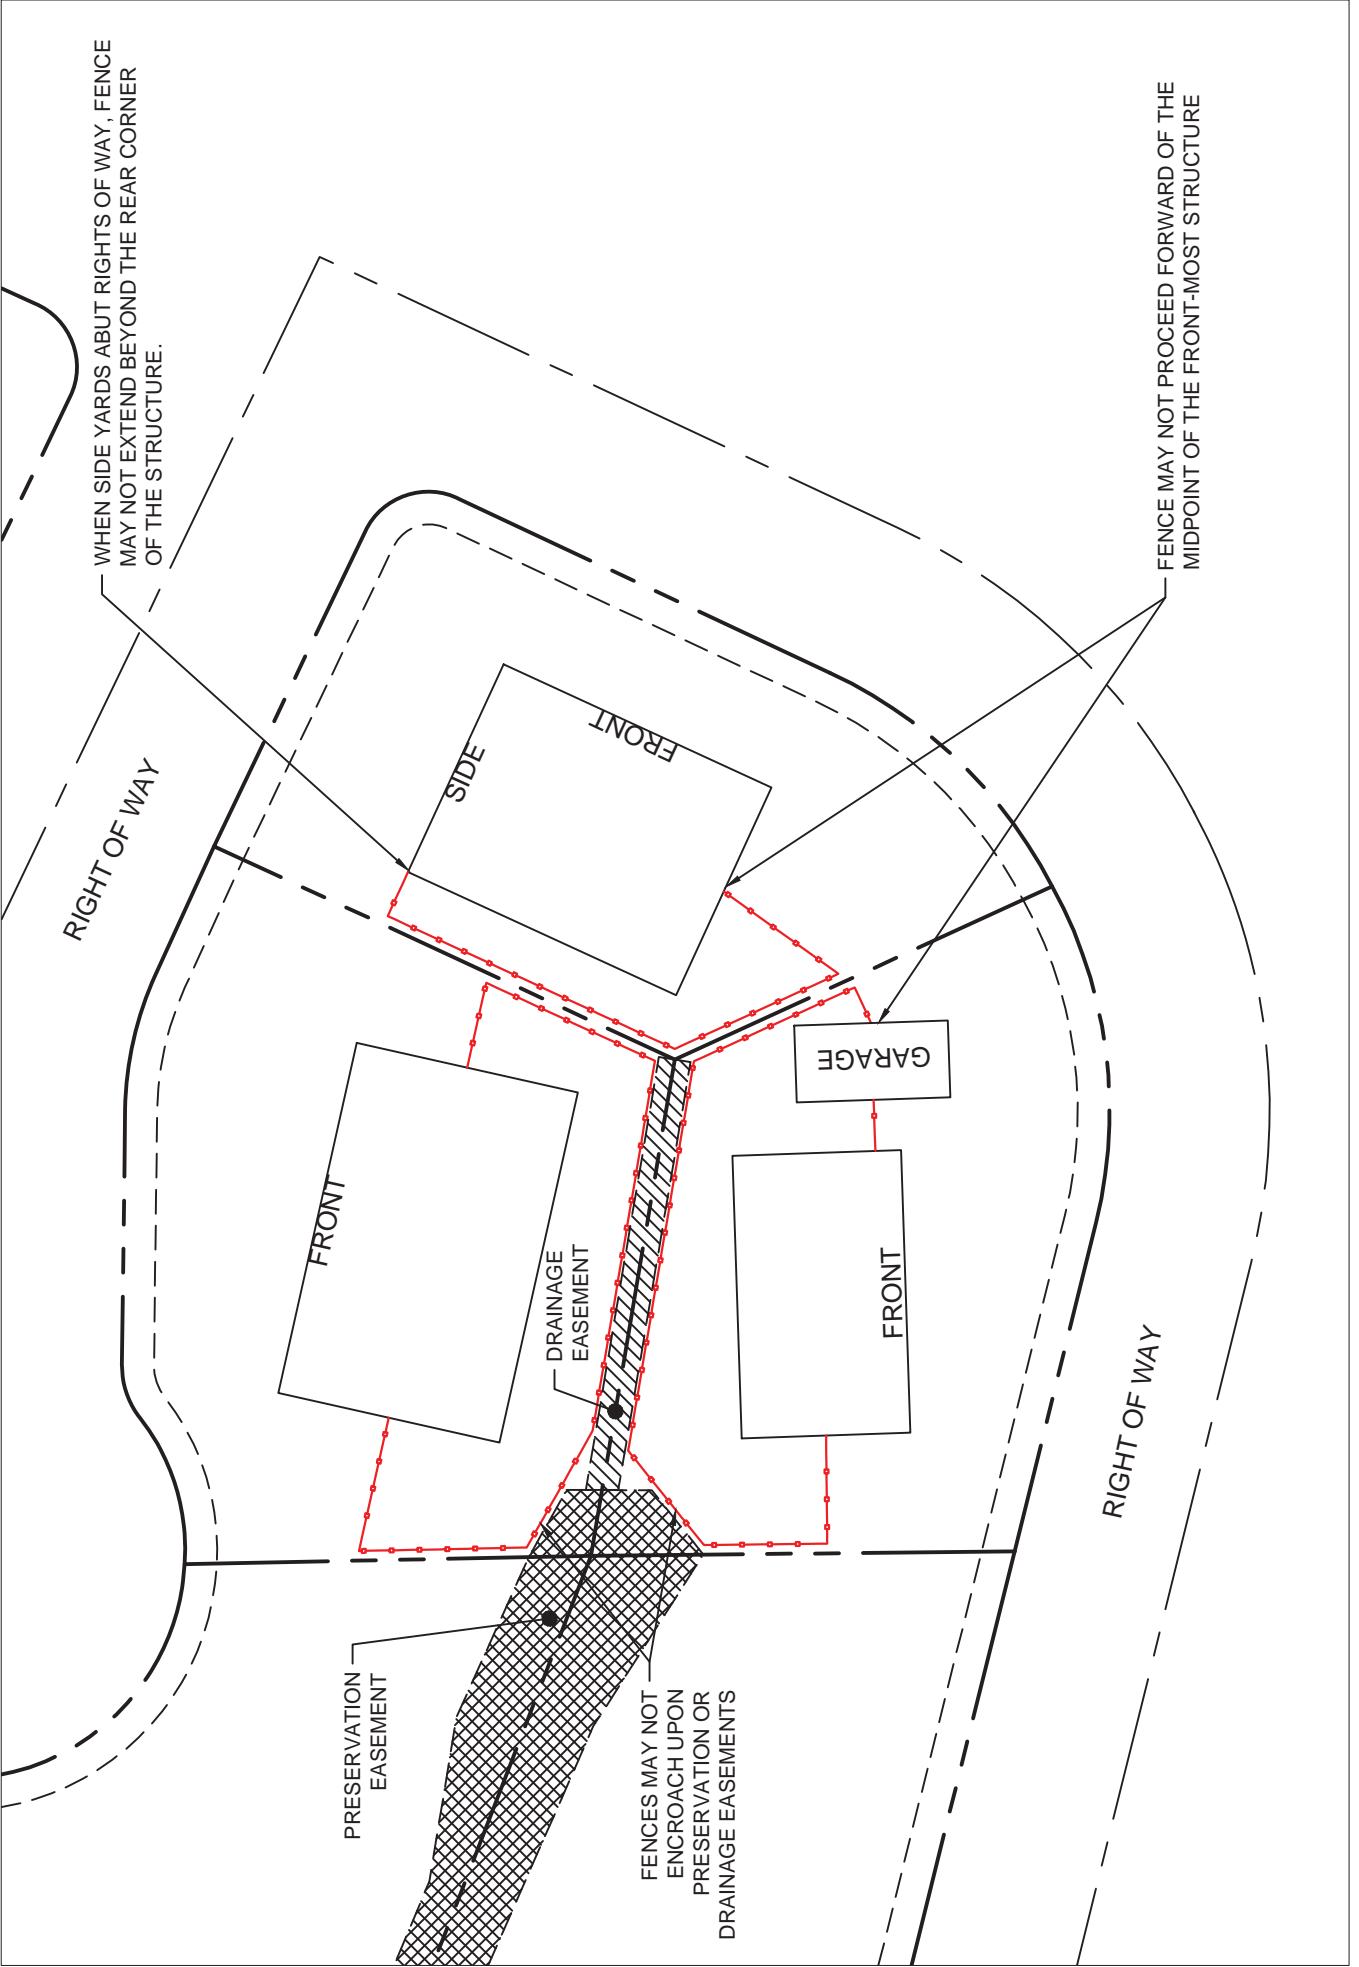 WHEN SIDE YARDS ABUT RIGHTS OF WAY, FENCE
MAY NOT EXTEND BEYOND THE REAR CORNER
OF THE STRUCTURE.
RIGHT OF WAY
SIDE
FRONT
FRONT
DRAINAGE
EASEMENT
GARAGE
FRONT
PRESERVATION
EASEMENT
FENCES MAY NOT
ENCROACH UPON
PRESERVATION OR
DRAINAGE EASEMENTS
RIGHT OF WAY
FENCE MAY NOT PROCEED FORWARD OF THE
MIDPOINT OF THE FRONT-MOST STRUCTURE